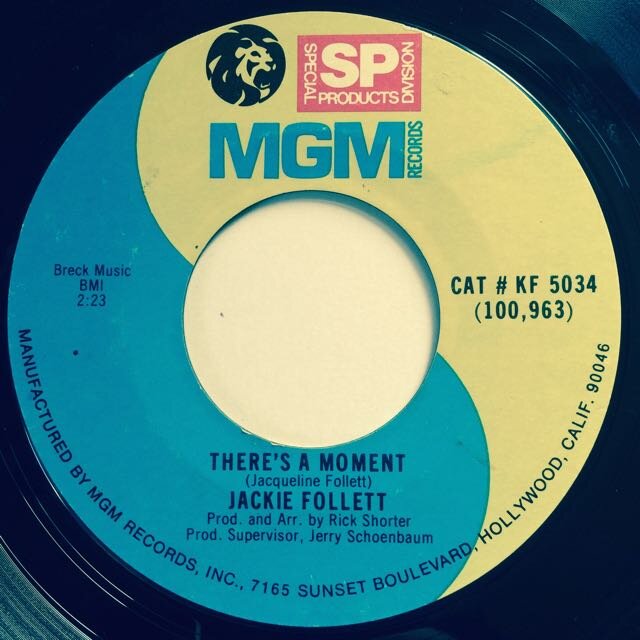 SPECIAL
SP
PRODUCTS
DIVISION
MGM
RECORDS
Breck Music
BMI
2:23
CAT # KF 5034
(100,963)
THERE'S A MOMENT
(Jacqueline Follett)
JACKIE FOLLETT
Prod. and Arr. by Rick Shorter
Prod. Supervisor, Jerry Schoenbaum
MANUFACTURED BY MGM RECORDS, INC., 7165 SUNSET BOULEVARD, HOLLYWOOD, CALIF. 90046